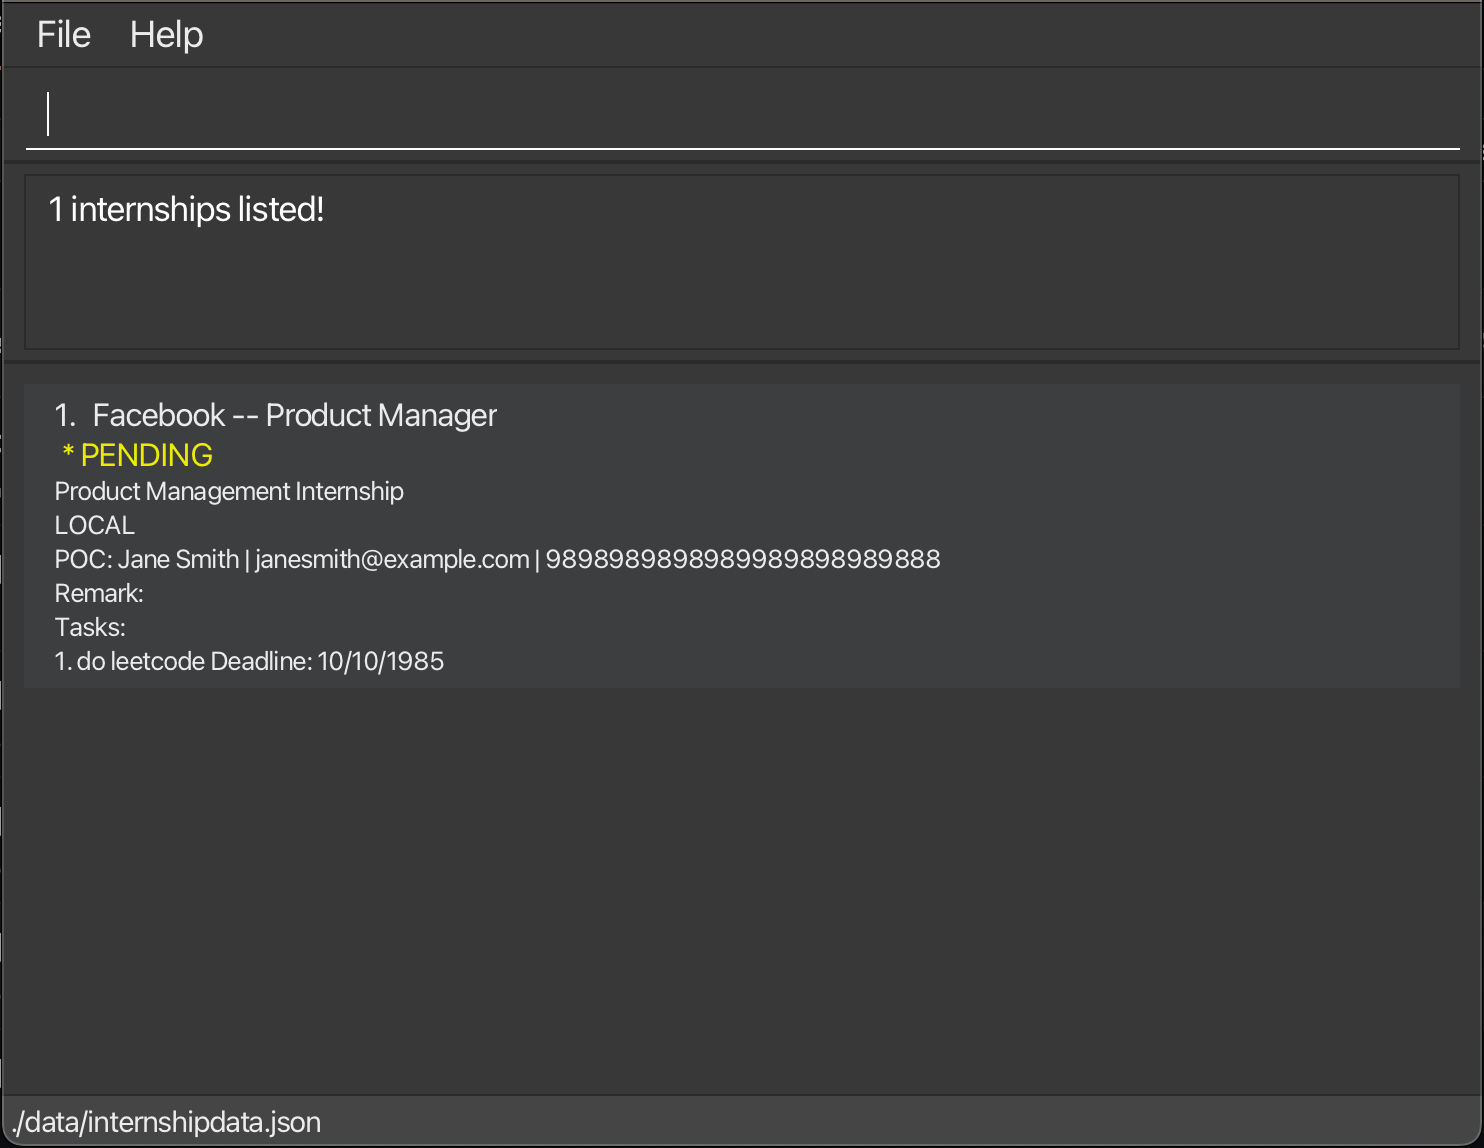 File Help
1 internships listed!
1. Facebook -- Product Manager
* PENDING
Product Management Internship
LOCAL
POC: Jane Smith | janesmith@example.com | 9898989898989989898989888
Remark:
Tasks:
1. do leetcode Deadline: 10/10/1985
./data/internshipdata.json